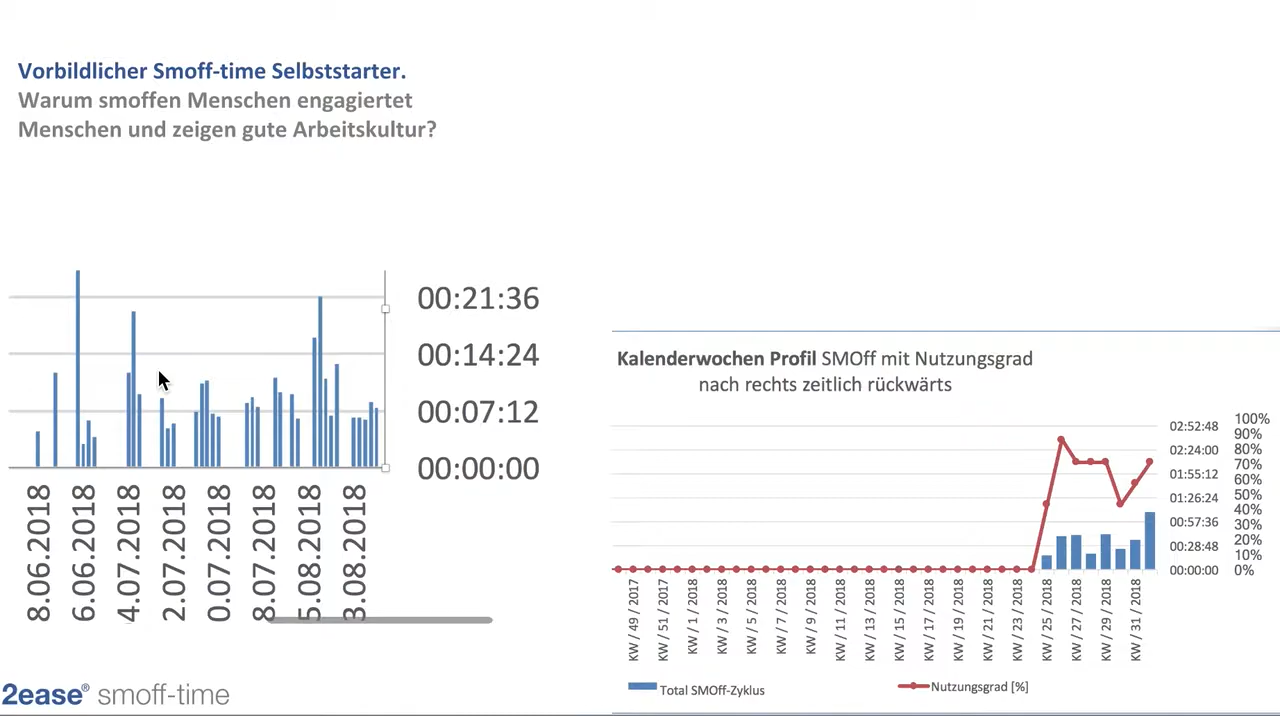 Vorbildlicher Smoff-time Selbststarter.
Warum smoffen Menschen engagiertet
Menschen und zeigen gute Arbeitskultur?
00:21:36
00:14:24
00:07:12
00:00:00
8.06.2018
6.06.2018
4.07.2018
2.07.2018
0.07.2018
8.07.2018
5.08.2018
3.08.2018
Kalenderwochen Profil SMOff mit Nutzungsgrad
nach rechts zeitlich rückwärts
02:52:48
02:24:00
01:55:12
01:26:24
00:57:36
00:28:48
00:00:00
100%
90%
80%
70%
60%
50%
40%
30%
20%
10%
0%
KW / 49 / 2017
KW / 51 / 2017
KW / 1 / 2018
KW / 3 / 2018
KW / 5 / 2018
KW / 7 / 2018
KW / 9 / 2018
KW / 11 / 2018
KW / 13 / 2018
KW / 15 / 2018
KW / 17 / 2018
KW / 19 / 2018
KW / 21 / 2018
KW / 23 / 2018
KW / 25 / 2018
KW / 27 / 2018
KW / 29 / 2018
KW / 31 / 2018
Total SMOff-Zyklus
Nutzungsgrad [%]
2ease® smoff-time